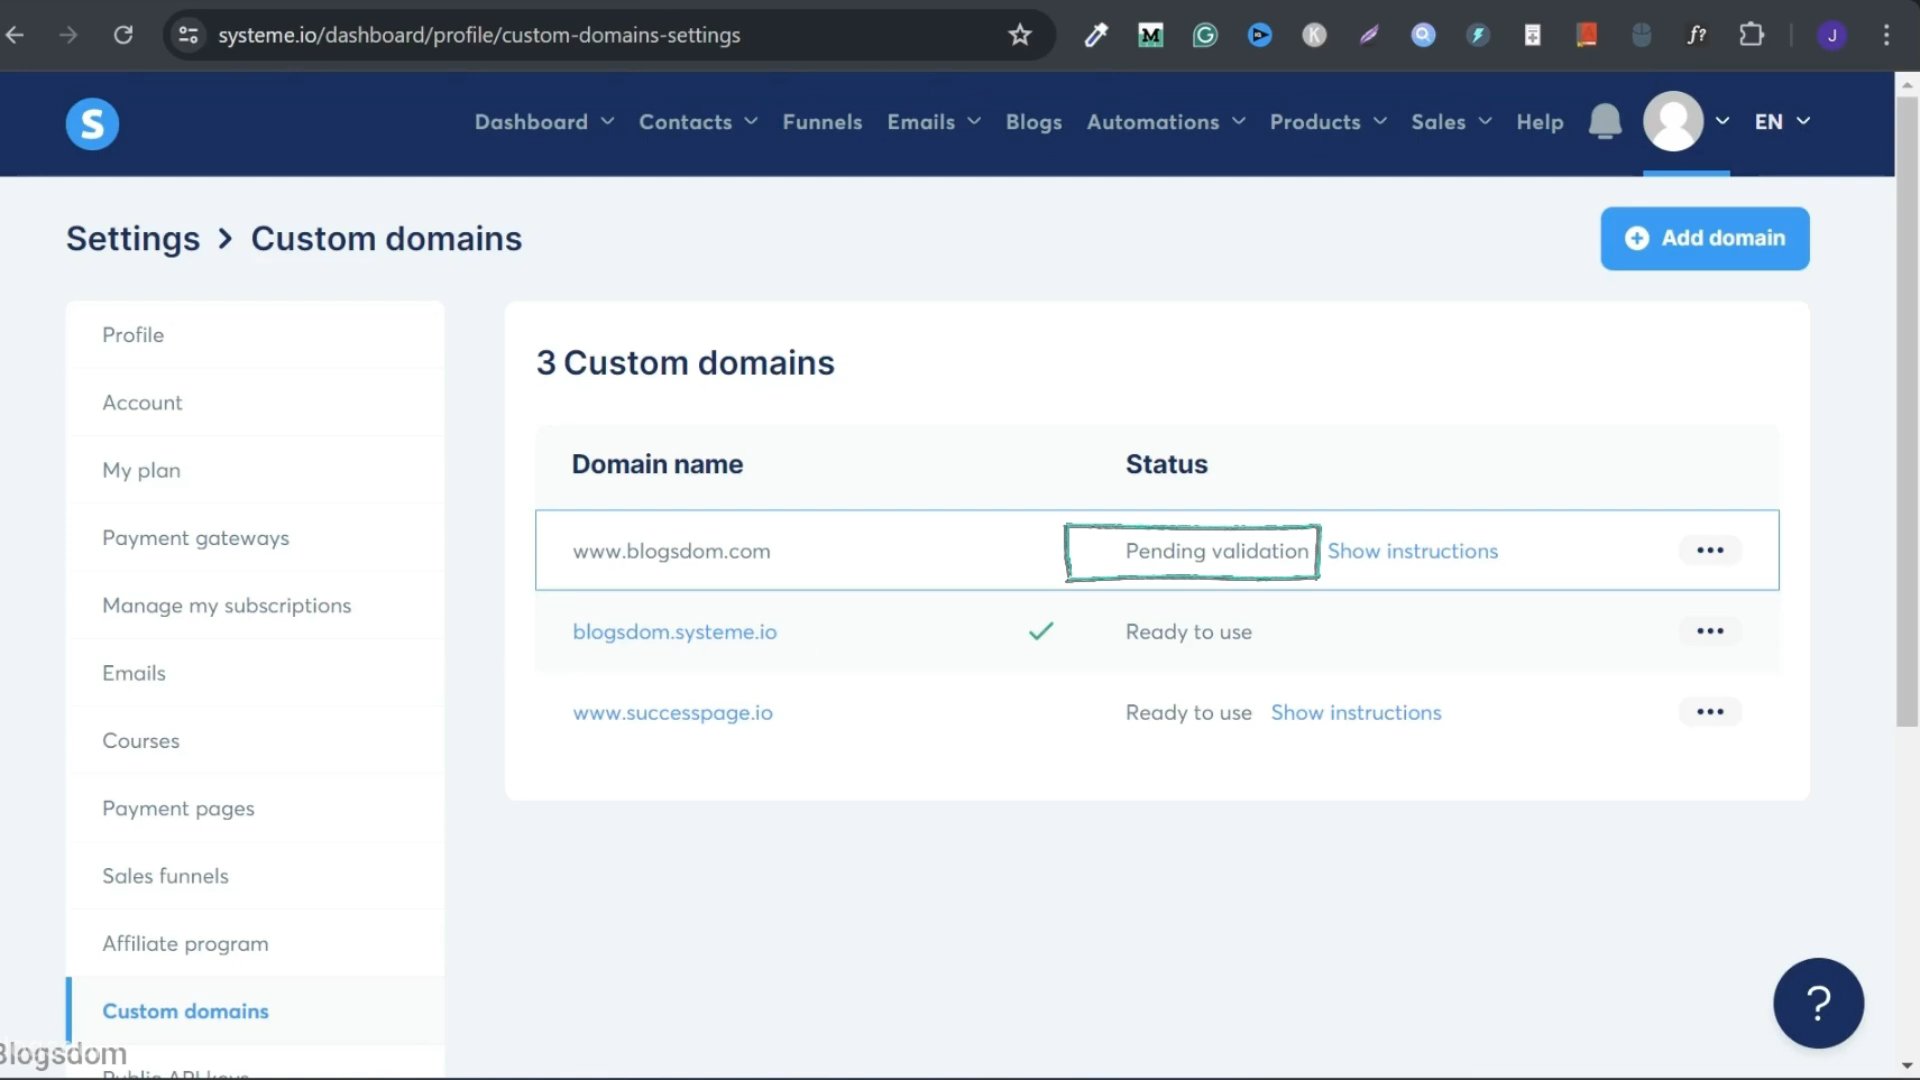 systeme.io/dashboard/profile/custom-domains-settings
M
K
A
f?
J
S
Dashboard
Contacts
Funnels
Emails
Blogs
Automations
Products
Sales
Help
EN
Settings > Custom domains
Add domain
Profile
Account
My plan
Payment gateways
Manage my subscriptions
Emails
Courses
Payment pages
Sales funnels
Affiliate program
Custom domains
Public API keys
3 Custom domains
Domain name Status
www.blogsdom.com Pending validation Show instructions
blogsdom.systeme.io Ready to use
www.successpage.io Ready to use Show instructions
?
Blogsdom